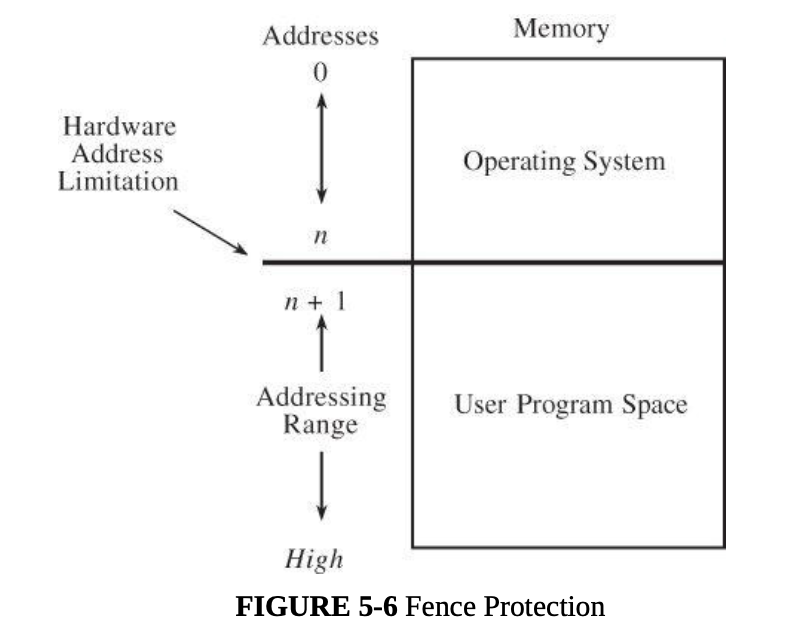 Addresses
Memory
0
Hardware
Address
Limitation
Operating System
n
n + 1
Addressing
Range
User Program Space
High
FIGURE 5-6 Fence Protection